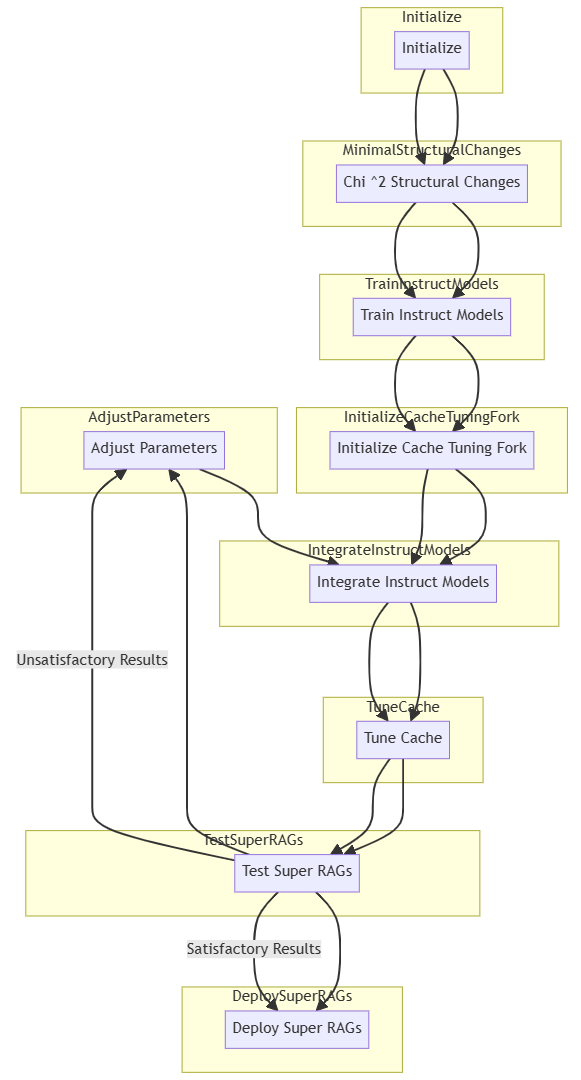 Initialize
Initialize
MinimalStructuralChanges
Chi ^2 Structural Changes
TrainInstructModels
Train Instruct Models
AdjustParameters
Adjust Parameters
InitializeCacheTuningFork
Initialize Cache Tuning Fork
IntegrateInstructModels
Integrate Instruct Models
Unsatisfactory Results
TuneCache
Tune Cache
TestSuperRAGs
Test Super RAGs
Satisfactory Results
DeploySuperRAGs
Deploy Super RAGs